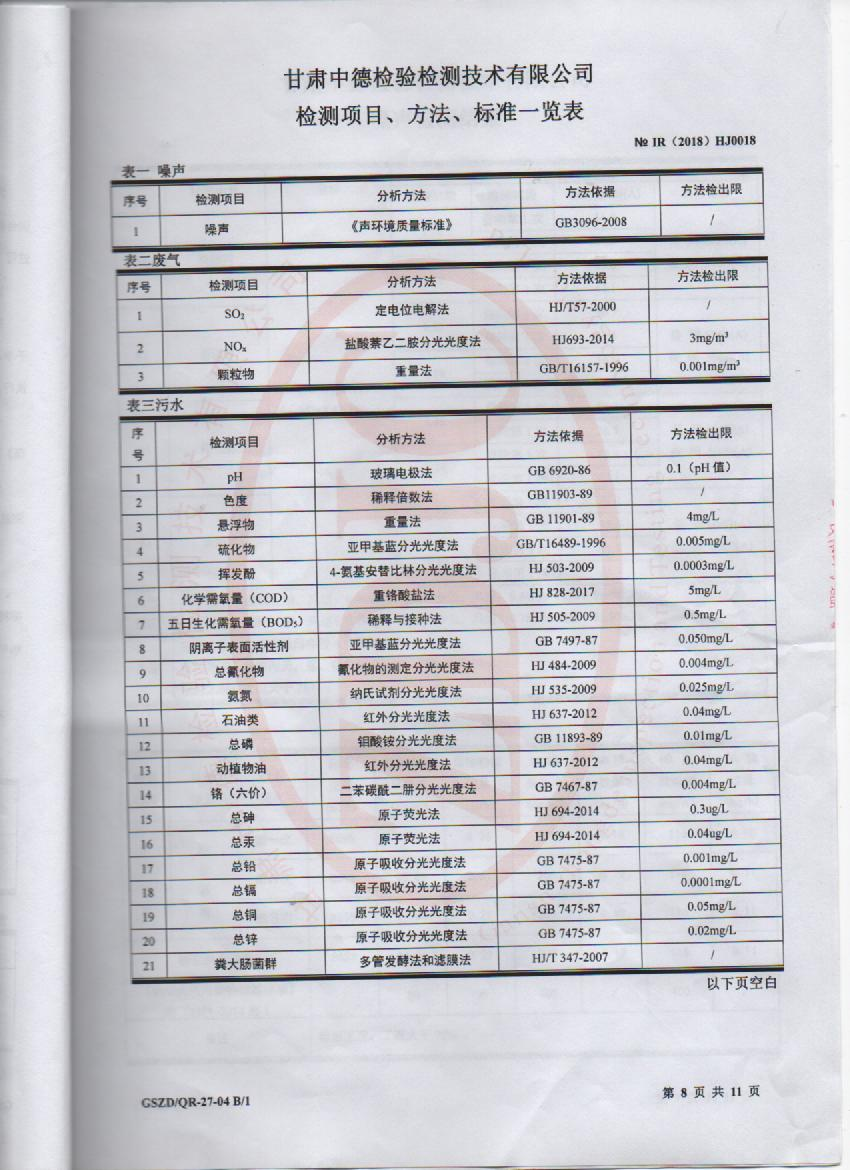 甘肃中德检验检测技术有限公司
检测项目、方法、标准一览表
№ IR（2018）HJ0018
表一 噪声
序号 检测项目 分析方法 方法依据 方法检出限
1 噪声 《声环境质量标准》 GB3096-2008 /
表二废气
序号 检测项目 分析方法 方法依据 方法检出限
1 SO₂ 定电位电解法 HJ/T57-2000 /
2 NOₓ 盐酸萘乙二胺分光光度法 HJ693-2014 3mg/m³
3 颗粒物 重量法 GB/T16157-1996 0.001mg/m³
表三污水
序号 检测项目 分析方法 方法依据 方法检出限
1 pH 玻璃电极法 GB 6920-86 0.1（pH 值）
2 色度 稀释倍数法 GB11903-89 /
3 悬浮物 重量法 GB 11901-89 4mg/L
4 硫化物 亚甲基蓝分光光度法 GB/T16489-1996 0.005mg/L
5 挥发酚 4-氨基安替比林分光光度法 HJ 503-2009 0.0003mg/L
6 化学需氧量（COD） 重铬酸盐法 HJ 828-2017 5mg/L
7 五日生化需氧量（BOD₅） 稀释与接种法 HJ 505-2009 0.5mg/L
8 阴离子表面活性剂 亚甲基蓝分光光度法 GB 7497-87 0.050mg/L
9 总氰化物 氰化物的测定分光光度法 HJ 484-2009 0.004mg/L
10 氨氮 纳氏试剂分光光度法 HJ 535-2009 0.025mg/L
11 石油类 红外分光光度法 HJ 637-2012 0.04mg/L
12 总磷 钼酸铵分光光度法 GB 11893-89 0.01mg/L
13 动植物油 红外分光光度法 HJ 637-2012 0.04mg/L
14 铬（六价） 二苯碳酰二肼分光光度法 GB 7467-87 0.004mg/L
15 总砷 原子荧光法 HJ 694-2014 0.3ug/L
16 总汞 原子荧光法 HJ 694-2014 0.04ug/L
17 总铅 原子吸收分光光度法 GB 7475-87 0.001mg/L
18 总镉 原子吸收分光光度法 GB 7475-87 0.0001mg/L
19 总铜 原子吸收分光光度法 GB 7475-87 0.05mg/L
20 总锌 原子吸收分光光度法 GB 7475-87 0.02mg/L
21 粪大肠菌群 多管发酵法和滤膜法 HJ/T 347-2007 /
以下页空白
GSZD/QR-27-04 B/1
第 8 页 共 11 页